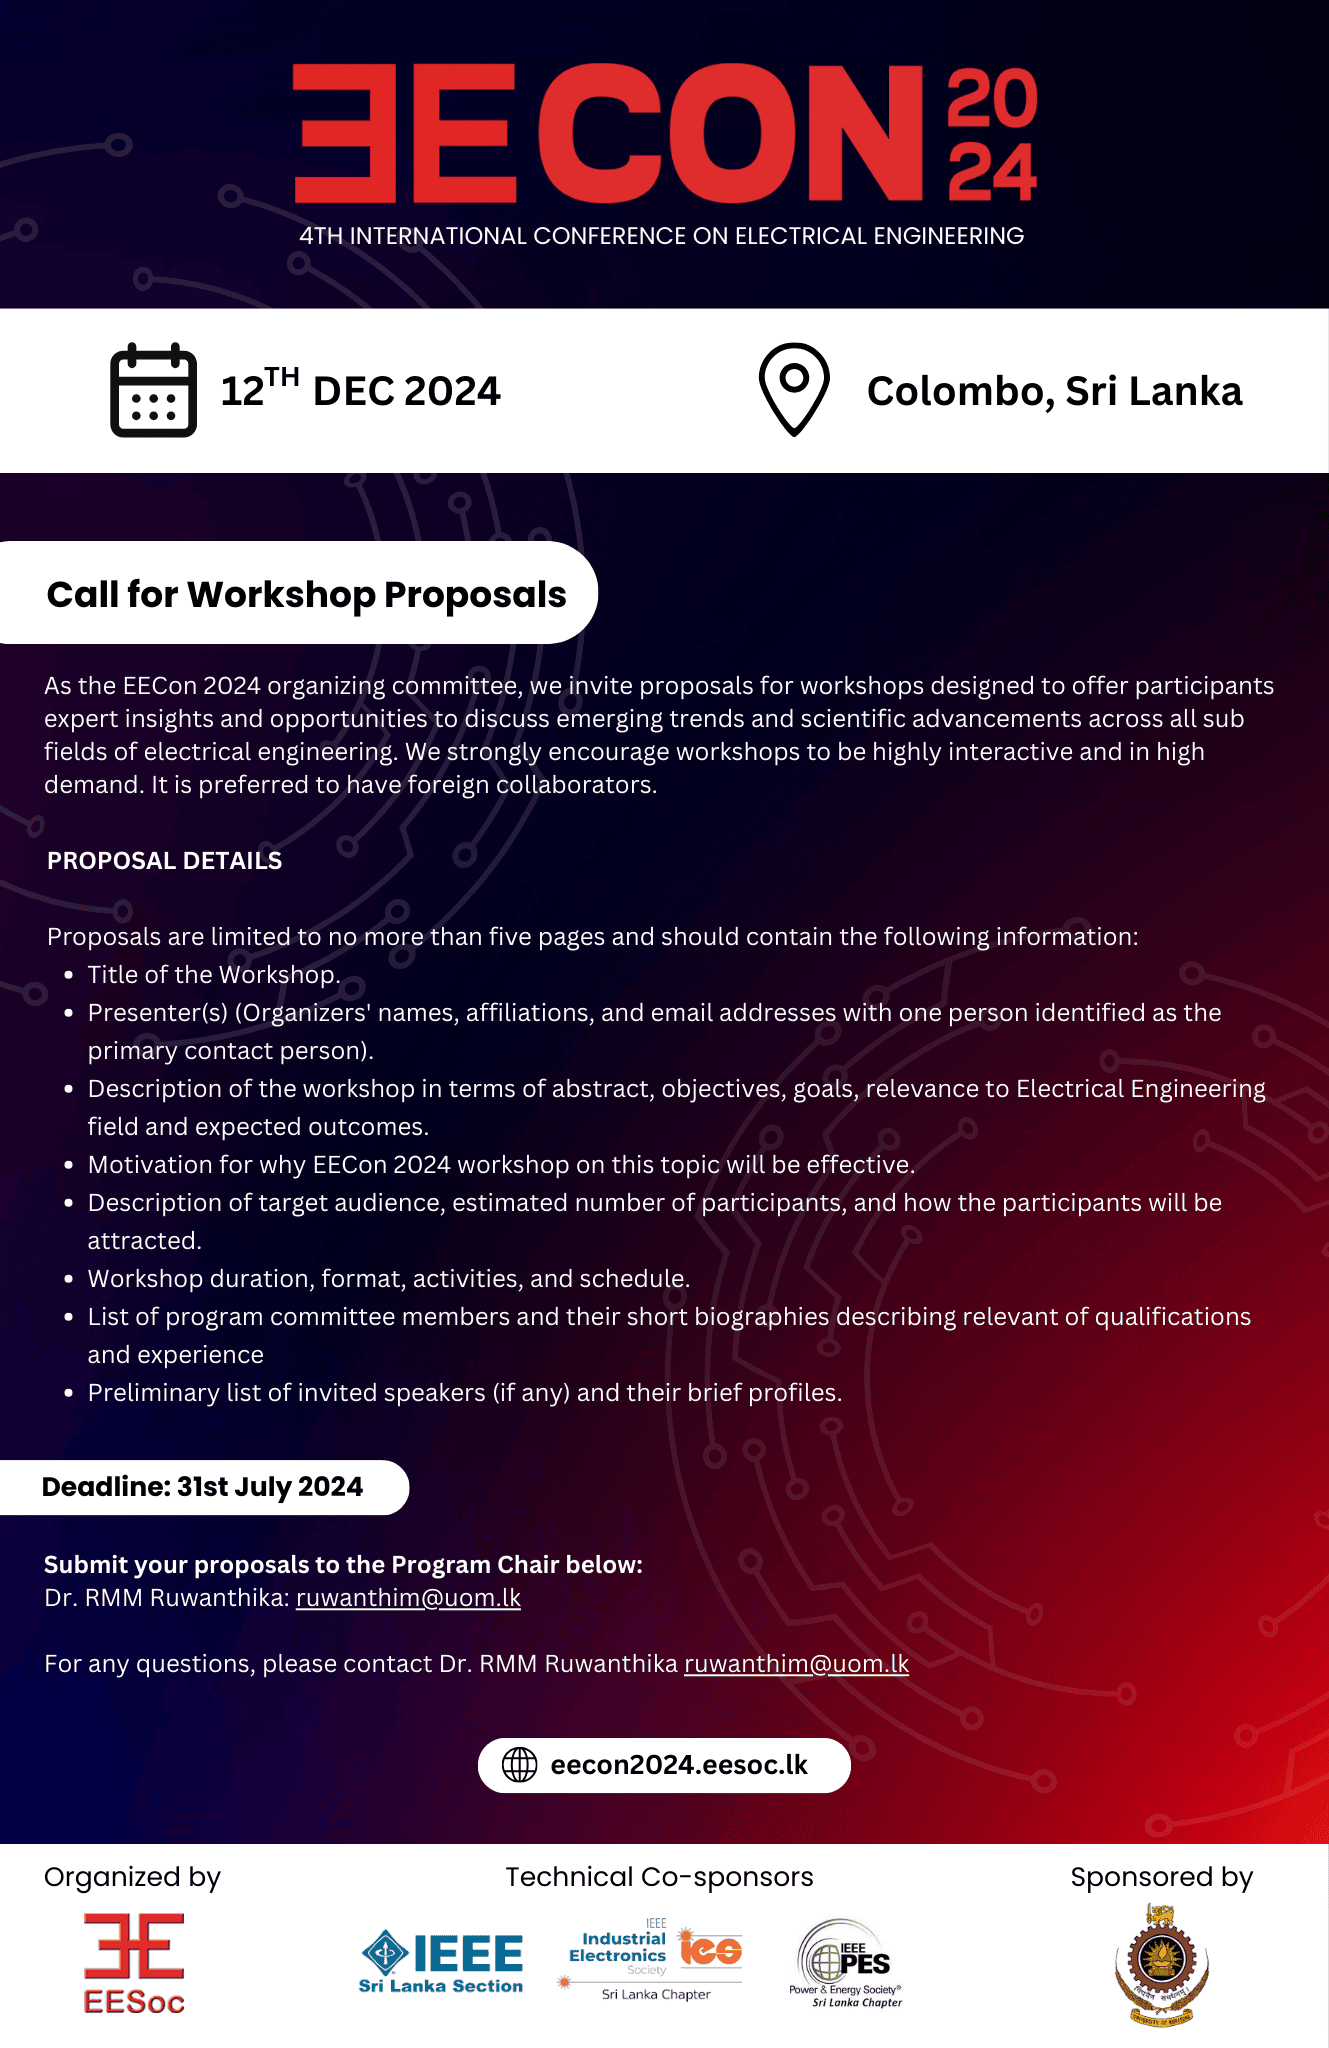 EECON 2024
4TH INTERNATIONAL CONFERENCE ON ELECTRICAL ENGINEERING
12TH DEC 2024
Colombo, Sri Lanka
Call for Workshop Proposals
As the EECon 2024 organizing committee, we invite proposals for workshops designed to offer participants
expert insights and opportunities to discuss emerging trends and scientific advancements across all sub
fields of electrical engineering. We strongly encourage workshops to be highly interactive and in high
demand. It is preferred to have foreign collaborators.
PROPOSAL DETAILS
Proposals are limited to no more than five pages and should contain the following information:
• Title of the Workshop.
• Presenter(s) (Organizers' names, affiliations, and email addresses with one person identified as the
primary contact person).
• Description of the workshop in terms of abstract, objectives, goals, relevance to Electrical Engineering
field and expected outcomes.
• Motivation for why EECon 2024 workshop on this topic will be effective.
• Description of target audience, estimated number of participants, and how the participants will be
attracted.
• Workshop duration, format, activities, and schedule.
• List of program committee members and their short biographies describing relevant of qualifications
and experience
• Preliminary list of invited speakers (if any) and their brief profiles.
Deadline: 31st July 2024
Submit your proposals to the Program Chair below:
Dr. RMM Ruwanthika: ruwanthim@uom.lk
For any questions, please contact Dr. RMM Ruwanthika ruwanthim@uom.lk
eecon2024.eesoc.lk
Organized by
EESoc
Technical Co-sponsors
IEEE
Sri Lanka Section
IEEE
Industrial
Electronics
Society
ies
Sri Lanka Chapter
IEEE
PES
Power & Energy Society®
Sri Lanka Chapter
Sponsored by